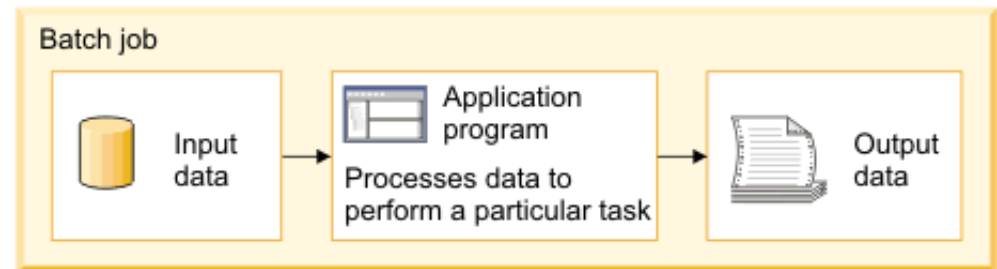 Batch job
Input
data
Application
program
Processes data to
perform a particular task
Output
data